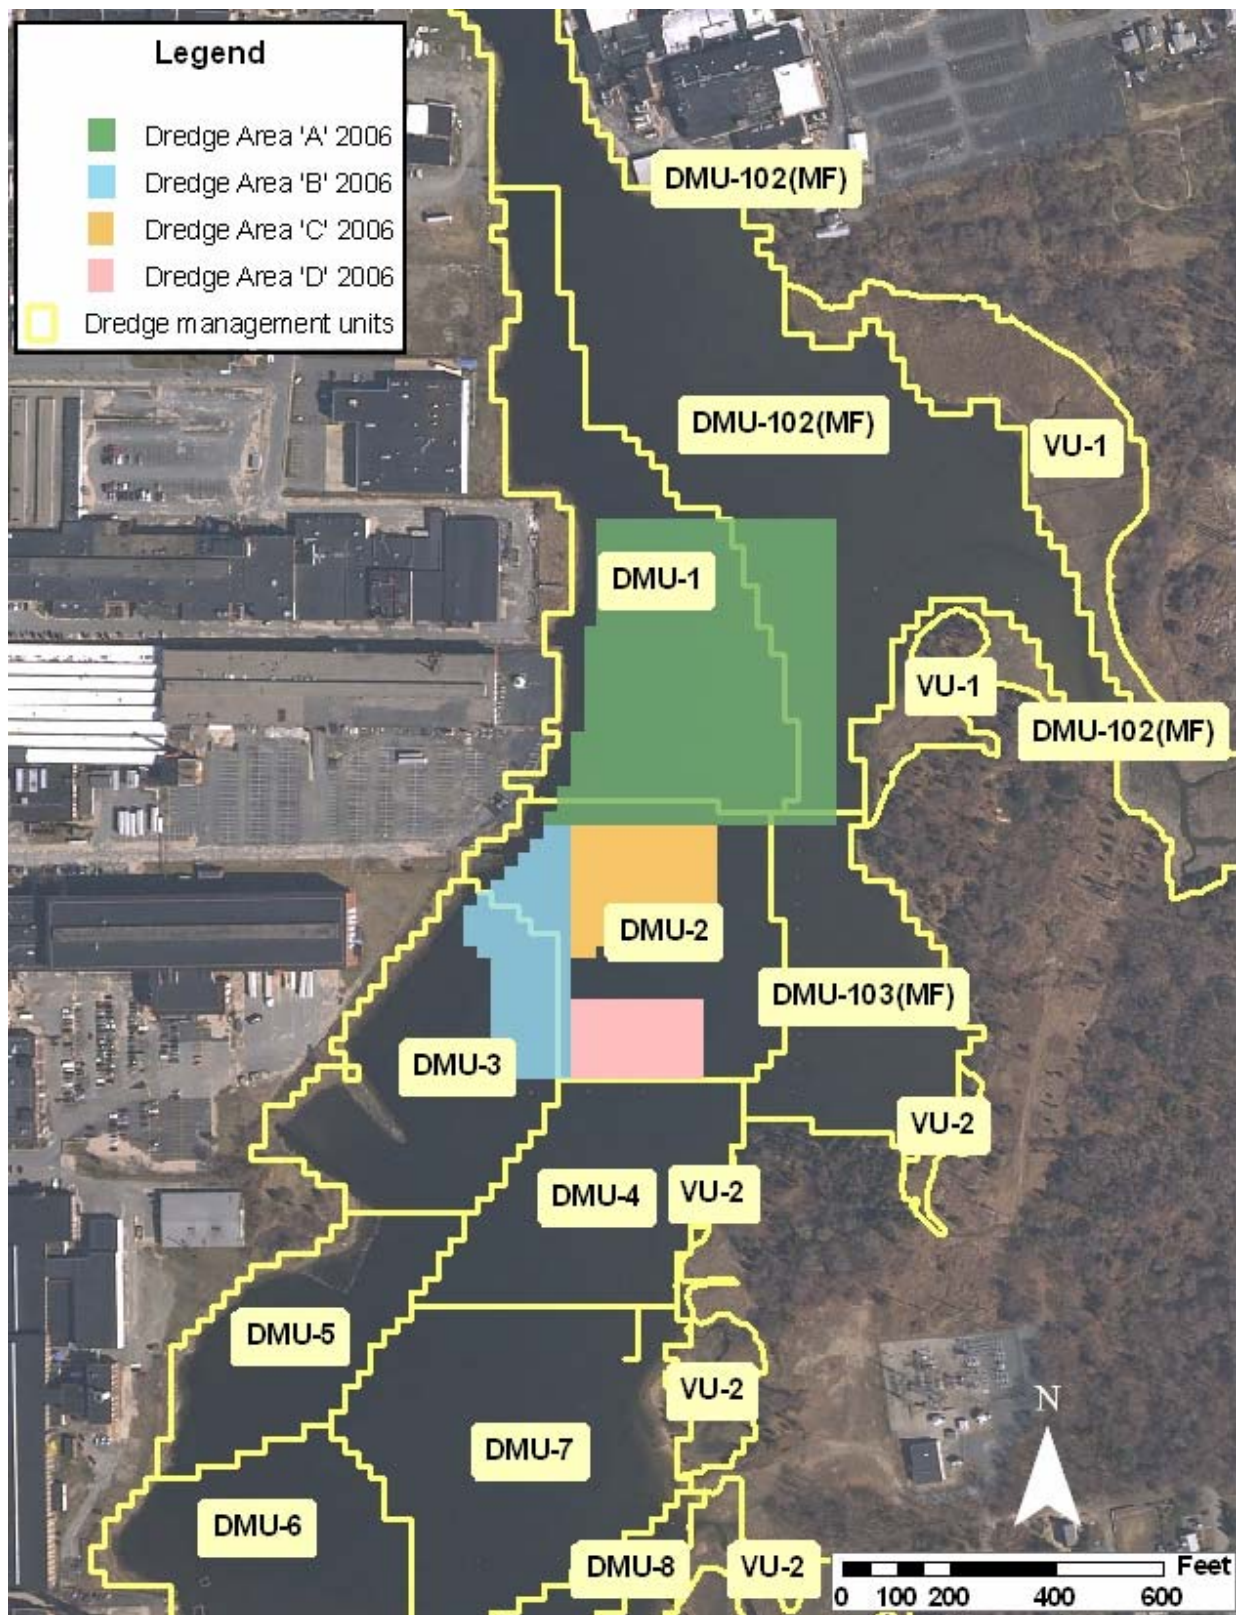 Legend
Dredge Area 'A' 2006
Dredge Area 'B' 2006
Dredge Area 'C' 2006
Dredge Area 'D' 2006
Dredge management units
DMU-102(MF)
DMU-102(MF)
VU-1
DMU-1
VU-1
DMU-102(MF)
DMU-2
DMU-103(MF)
DMU-3
VU-2
DMU-4
VU-2
DMU-5
VU-2
N
DMU-7
DMU-6
DMU-8
VU-2
Feet
0 100 200 400 600